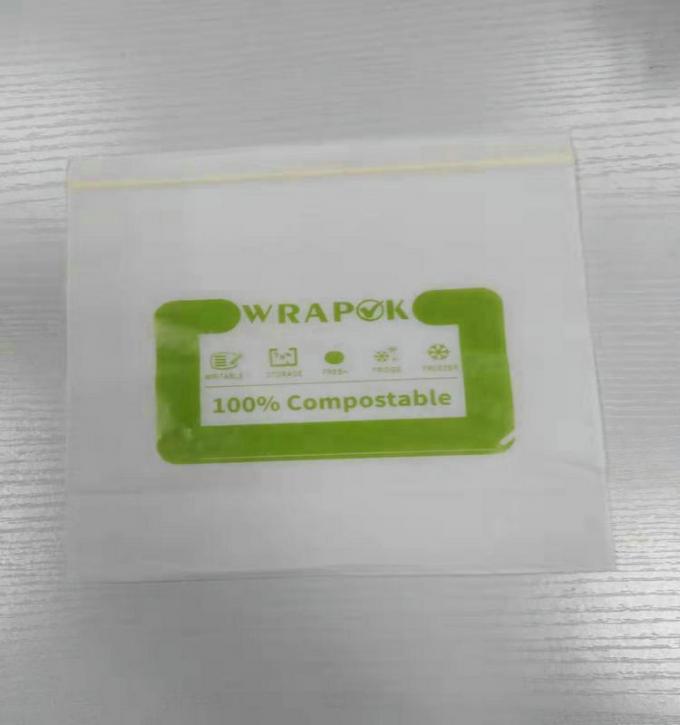 WRAPOK
WRITABLE STORAGE FRESH FRIDGE FREEZER
100% Compostable